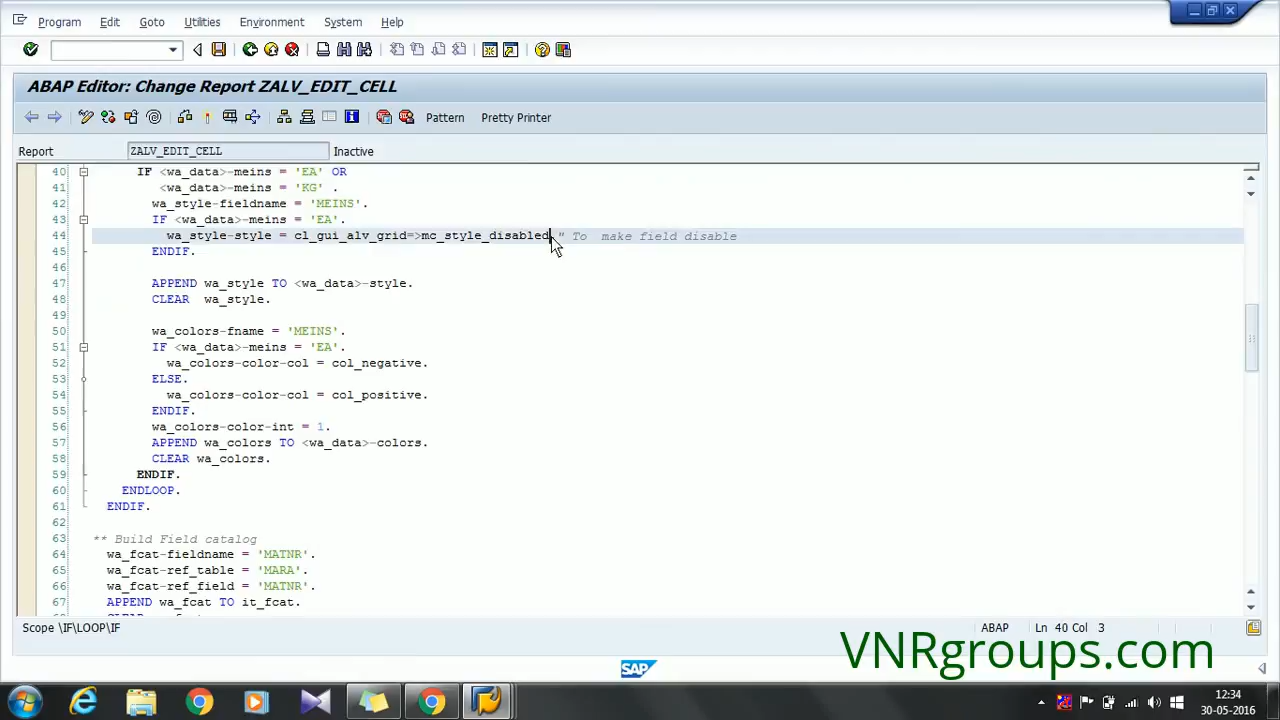 Program Edit Goto Utilities Environment System Help
ABAP Editor: Change Report ZALV_EDIT_CELL
Pattern Pretty Printer
Report ZALV_EDIT_CELL Inactive
40 IF <wa_data>-meins = 'EA' OR
41 <wa_data>-meins = 'KG' .
42 wa_style-fieldname = 'MEINS'.
43 IF <wa_data>-meins = 'EA'.
44 wa_style-style = cl_gui_alv_grid=>mc_style_disabled. " To make field disable
45 ENDIF.
46
47 APPEND wa_style TO <wa_data>-style.
48 CLEAR wa_style.
49
50 wa_colors-fname = 'MEINS'.
51 IF <wa_data>-meins = 'EA'.
52 wa_colors-color-col = col_negative.
53 ELSE.
54 wa_colors-color-col = col_positive.
55 ENDIF.
56 wa_colors-color-int = 1.
57 APPEND wa_colors TO <wa_data>-colors.
58 CLEAR wa_colors.
59 ENDIF.
60 ENDLOOP.
61 ENDIF.
62
63 ** Build Field catalog
64 wa_fcat-fieldname = 'MATNR'.
65 wa_fcat-ref_table = 'MARA'.
66 wa_fcat-ref_field = 'MATNR'.
67 APPEND wa_fcat TO it_fcat.
Scope \IF\LOOP\IF ABAP Ln 40 Col 3
VNRgroups.com
SAP
12:34
30-05-2016